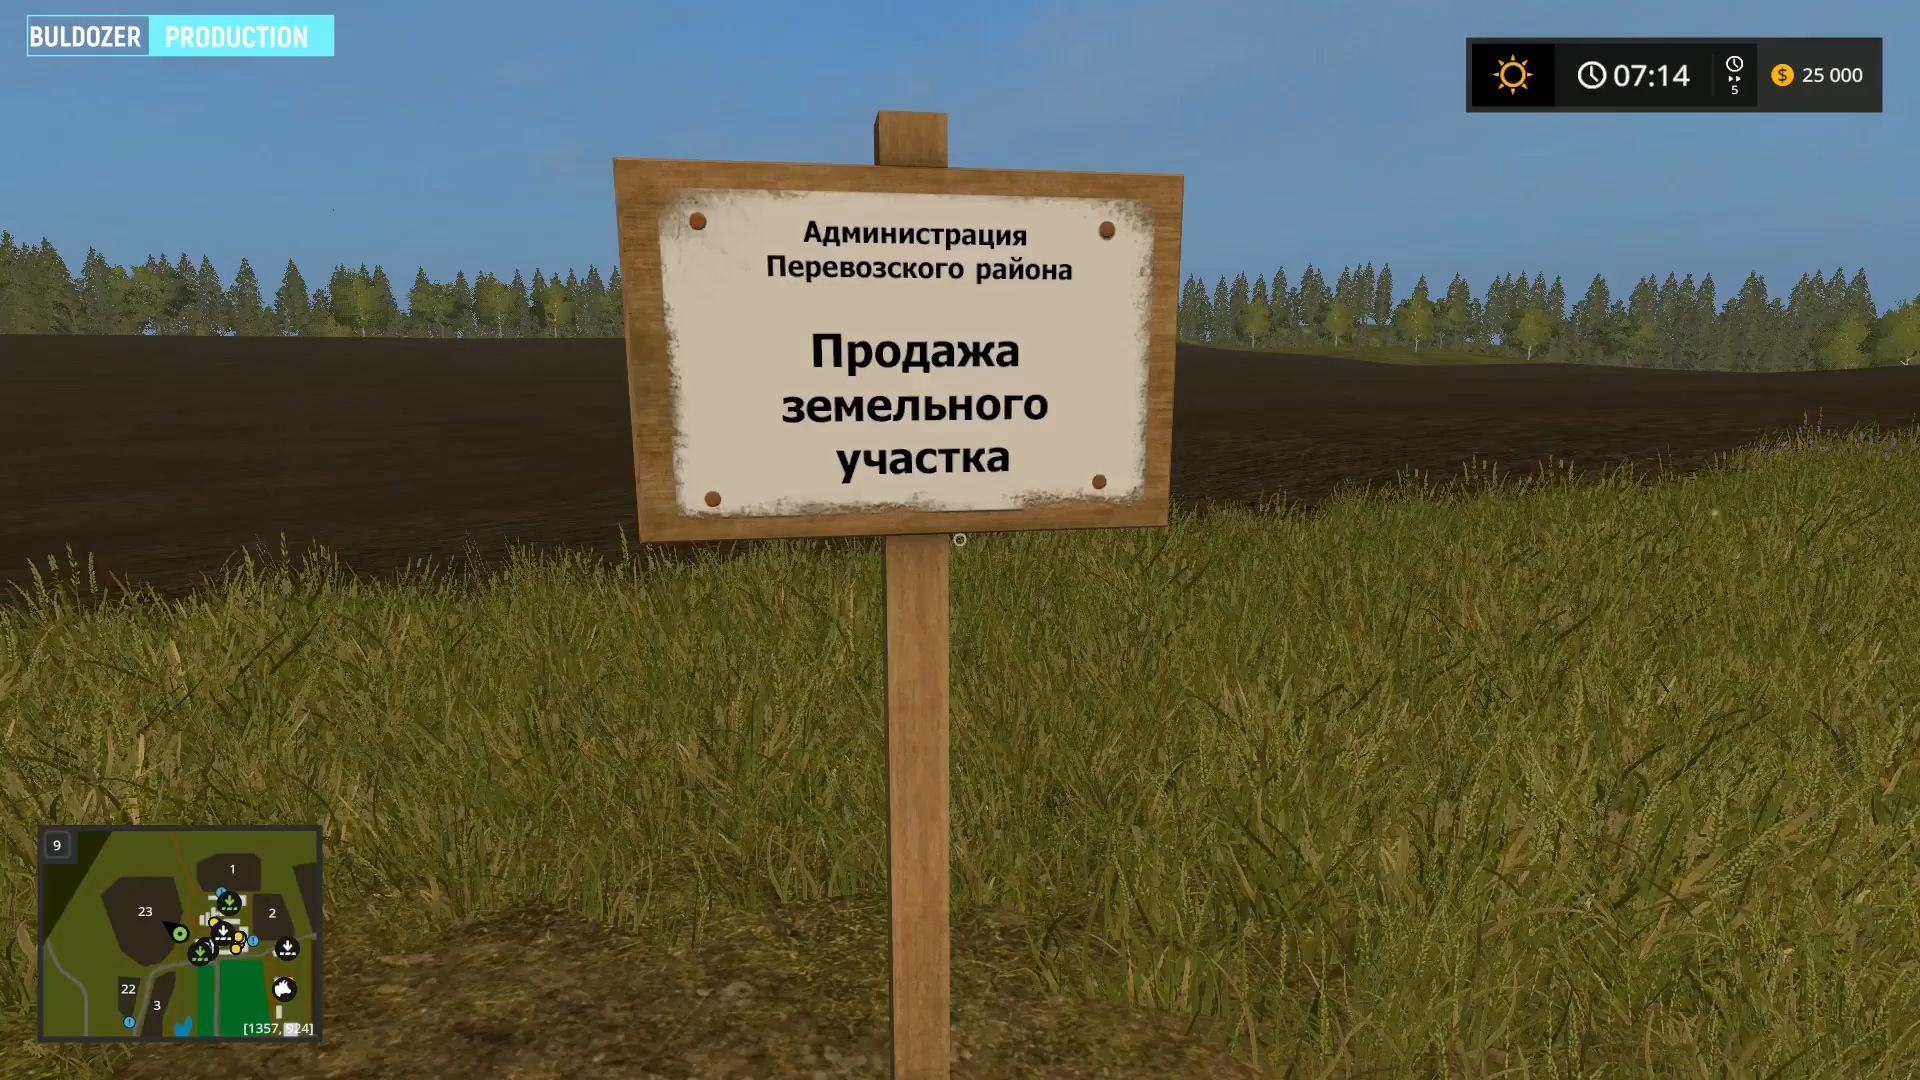 BULDOZER PRODUCTION
07:14
5
25 000
Администрация
Перевозского района
Продажа
земельного
участка
9
1
23
2
22
3
[1357, 924]